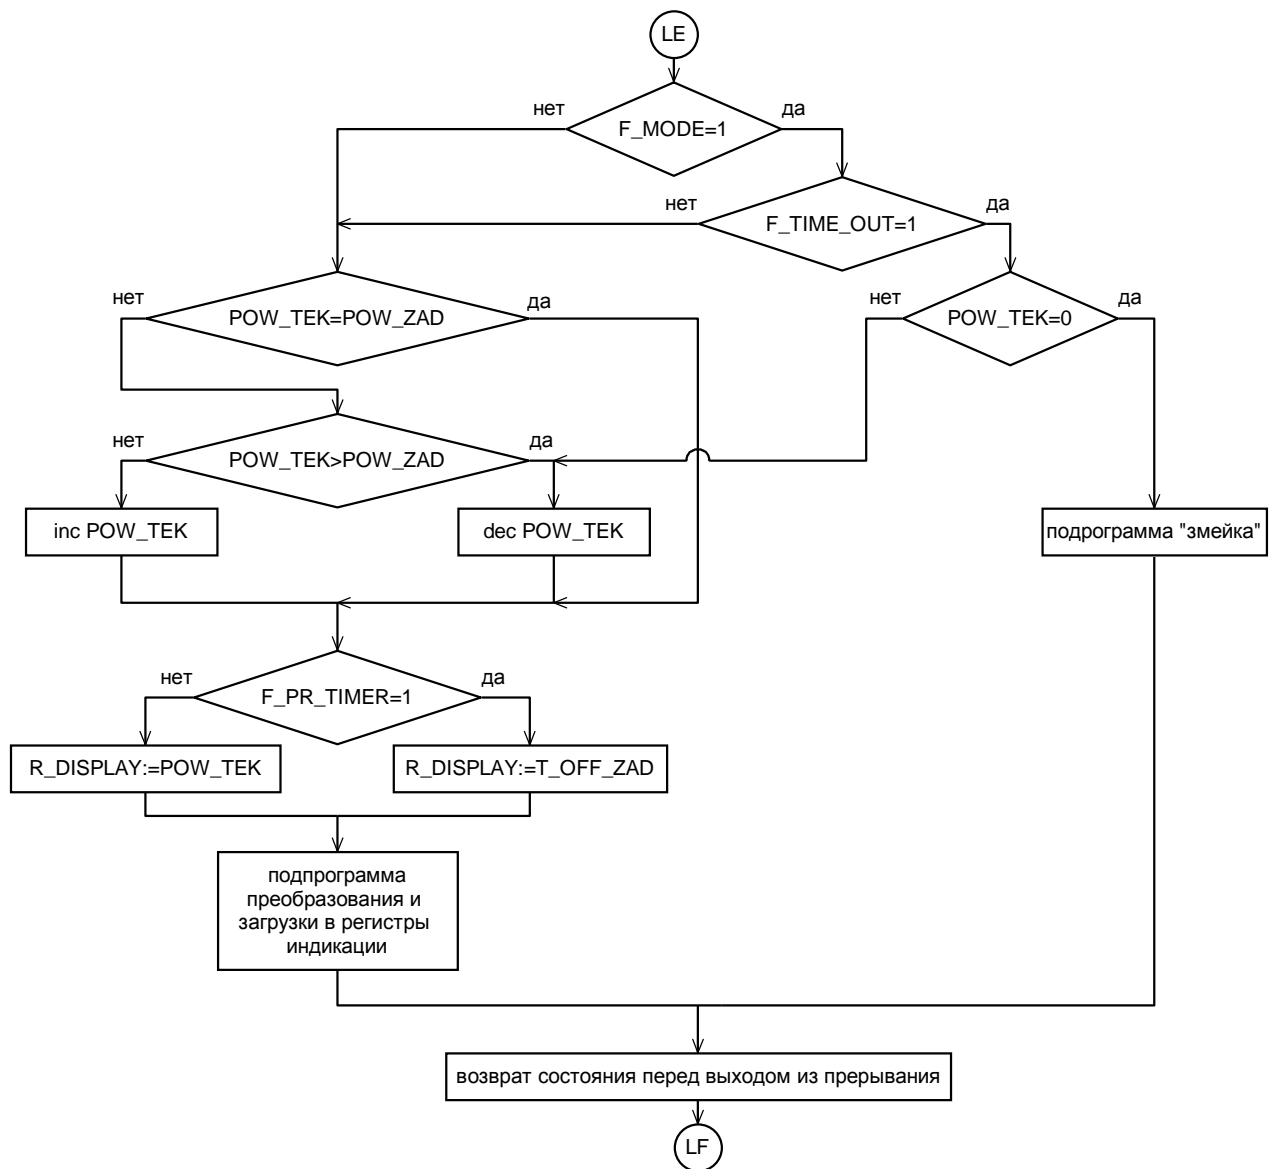 LE
нет
да
F_MODE=1
нет
да
F_TIME_OUT=1
нет
да
POW_TEK=POW_ZAD
нет
да
POW_TEK=0
нет
да
POW_TEK>POW_ZAD
inc POW_TEK
dec POW_TEK
подрограмма "змейка"
нет
да
F_PR_TIMER=1
R_DISPLAY:=POW_TEK
R_DISPLAY:=T_OFF_ZAD
подпрограмма
преобразования и
загрузки в регистры
индикации
возврат состояния перед выходом из прерывания
LF